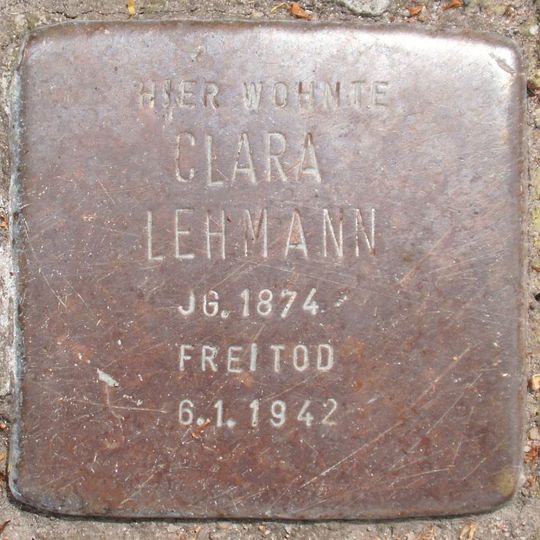 HIER WOHNTE
CLARA
LEHMANN
JG. 1874
FREITOD
6.1.1942